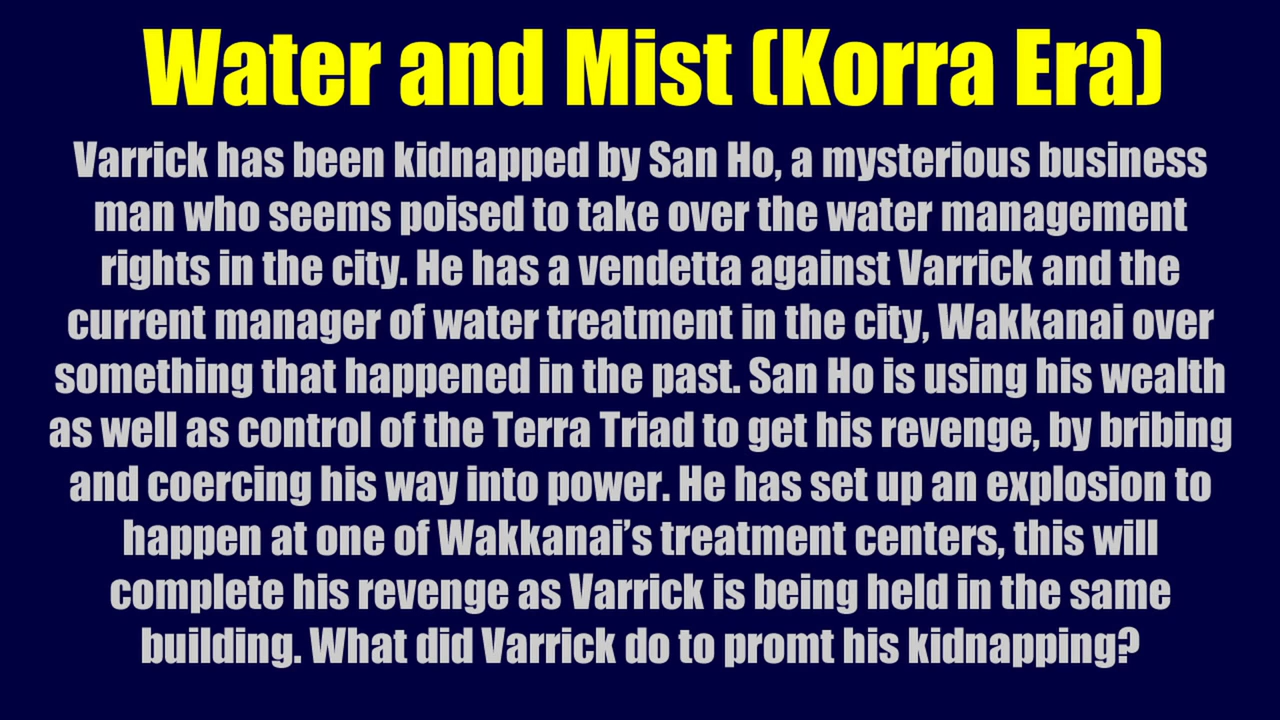 Water and Mist (Korra Era)
Varrick has been kidnapped by San Ho, a mysterious business
man who seems poised to take over the water management
rights in the city. He has a vendetta against Varrick and the
current manager of water treatment in the city, Wakkanai over
something that happened in the past. San Ho is using his wealth
as well as control of the Terra Triad to get his revenge, by bribing
and coercing his way into power. He has set up an explosion to
happen at one of Wakkanai’s treatment centers, this will
complete his revenge as Varrick is being held in the same
building. What did Varrick do to promt his kidnapping?